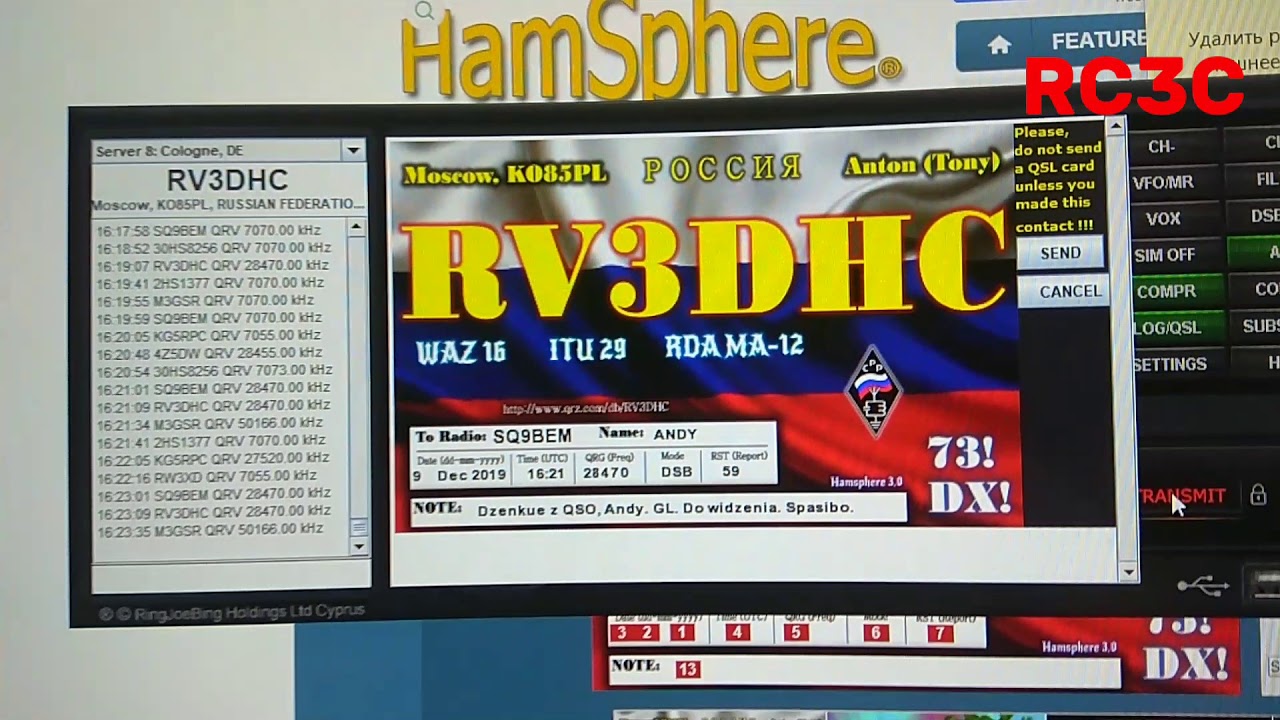 HamSphere®
FEATURE
Удалить р
RC3C
Server 8: Cologne, DE
RV3DHC
Moscow, KO85PL, RUSSIAN FEDERATIO...
16:17:58 SQ9BEM QRV 7070.00 kHz
16:18:52 30HS8256 QRV 7070.00 kHz
16:19:07 RV3DHC QRV 28470.00 kHz
16:19:41 2HS1377 QRV 7070.00 kHz
16:19:55 M3GSR QRV 7070.00 kHz
16:19:59 SQ9BEM QRV 7070.00 kHz
16:20:05 KG5RPC QRV 7055.00 kHz
16:20:48 4Z5DW QRV 28455.00 kHz
16:20:54 30HS8256 QRV 7073.00 kHz
16:21:01 SQ9BEM QRV 28470.00 kHz
16:21:09 RV3DHC QRV 28470.00 kHz
16:21:34 M3GSR QRV 50166.00 kHz
16:21:41 2HS1377 QRV 7070.00 kHz
16:22:05 KG5RPC QRV 27520.00 kHz
16:22:16 RW3XD QRV 7055.00 kHz
16:23:01 SQ9BEM QRV 28470.00 kHz
16:23:09 RV3DHC QRV 28470.00 kHz
16:23:35 M3GSR QRV 50166.00 kHz
® © RingJoeBing Holdings Ltd Cyprus
Moscow, KO85PL РОССИЯ Anton (Tony)
RV3DHC
WAZ 16 ITU 29 RDA MA-12
СРР
http://www.qrz.com/db/RV3DHC
To Radio: SQ9BEM Name: ANDY
Date (dd-mm-yyyy) Time (UTC) QRG (Freq) Mode RST (Report)
9 Dec 2019 16:21 28470 DSB 59
Hamsphere 3,0
73!
DX!
NOTE: Dzenkue z QSO, Andy. GL. Do widzenia. Spasibo.
Please,
do not send
a QSL card
unless you
made this
contact !!!
SEND
CANCEL
CH-
VFO/MR FIL
VOX DSB
SIM OFF
COMPR CO
LOG/QSL SUBS
SETTINGS H
TRANSMIT
3 2 1 4 5 6 7
Hamsphere 3,0
73!
DX!
NOTE: 13